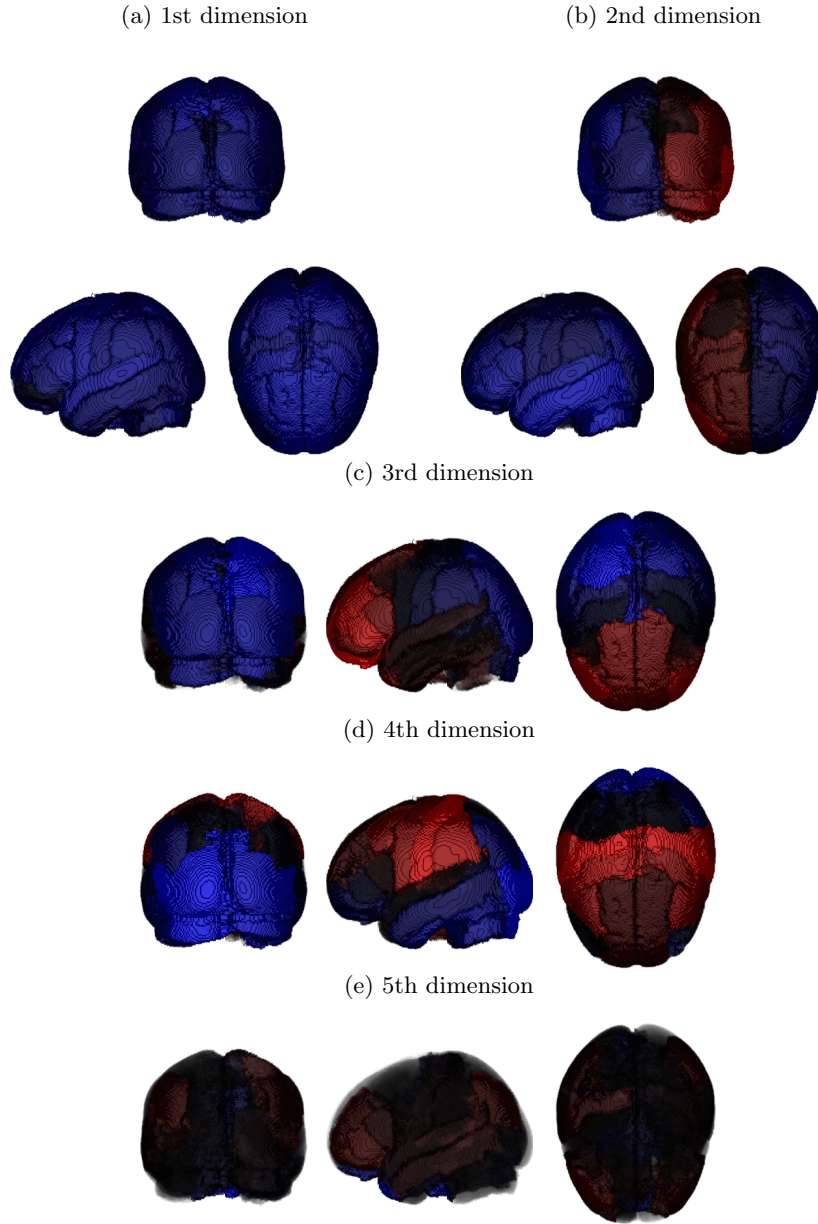 (a) 1st dimension
(b) 2nd dimension
(c) 3rd dimension
(d) 4th dimension
(e) 5th dimension